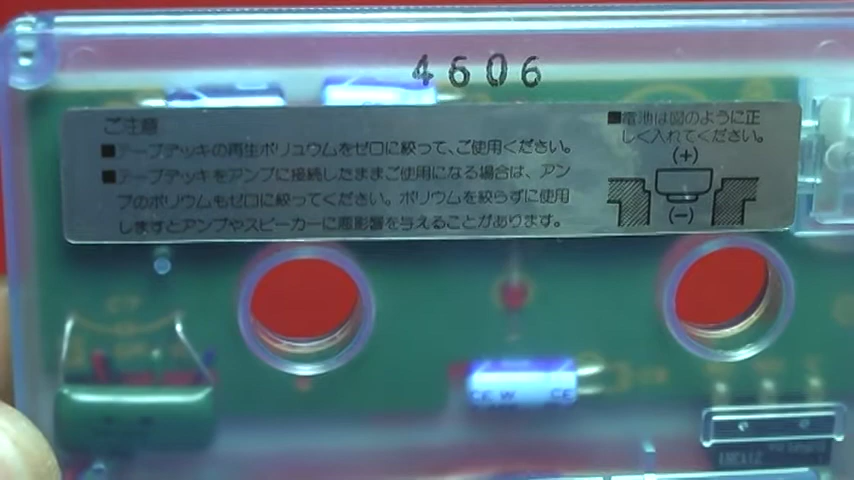 4606
ご注意
■テープデッキの再生ボリュウムをゼロに絞って、ご使用ください。
■テープデッキをアンプに接続したままご使用になる場合は、アン
プのボリウムもゼロに絞ってください。ボリウムを絞らずに使用
しますとアンプやスピーカーに悪影響を与えることがあります。
■電池は図のように正
しく入れてください。
(+)
(−)
C7
CE W CE